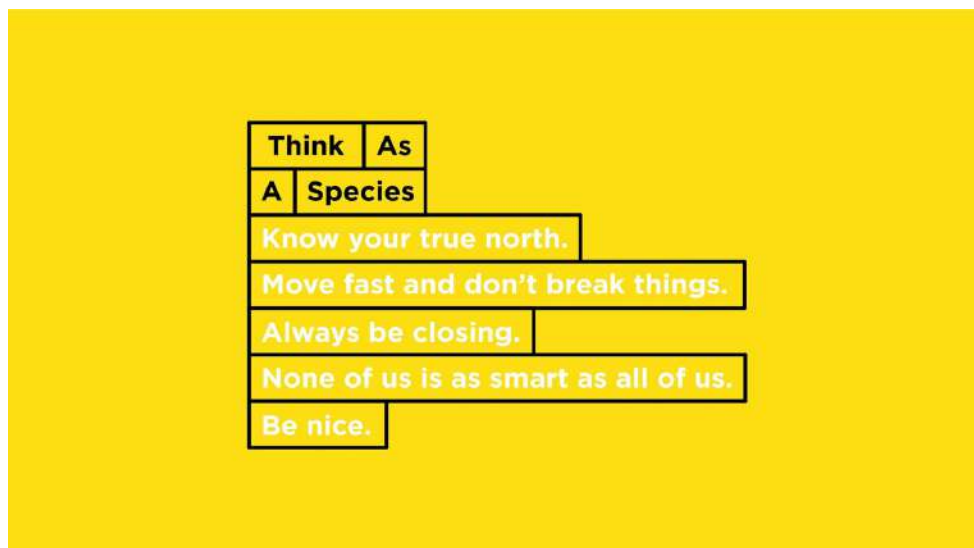 Think As
A Species
Know your true north.
Move fast and don’t break things.
Always be closing.
None of us is as smart as all of us.
Be nice.